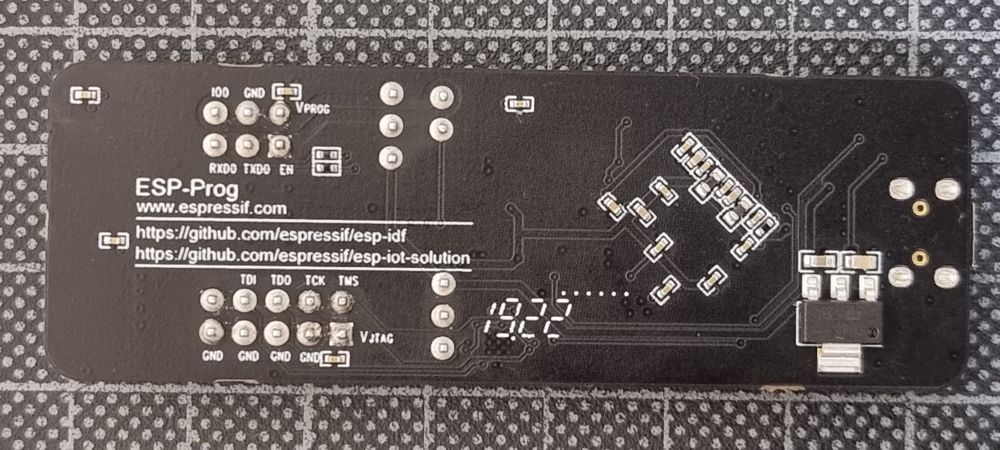 IO0 GND VPROG
RXD0 TXD0 EN
ESP-Prog
www.espressif.com
https://github.com/espressif/esp-idf
https://github.com/espressif/esp-iot-solution
TDI TDO TCK TMS
VJTAG
GND GND GND GND
1922